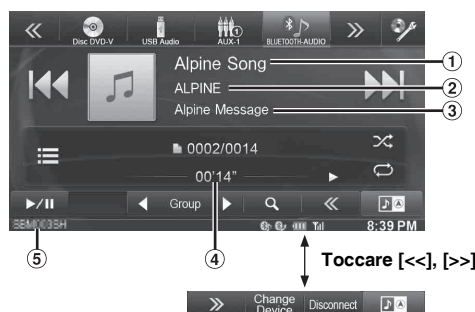 Disc DVD-V USB Audio AUX-1 BLUETOOTH-AUDIO
Alpine Song 1
ALPINE 2
Alpine Message 3
0002/0014
00'14"
Group
SBM003SH 8:39 PM
5 4
Toccare [<<], [>>]
Change Device Disconnect